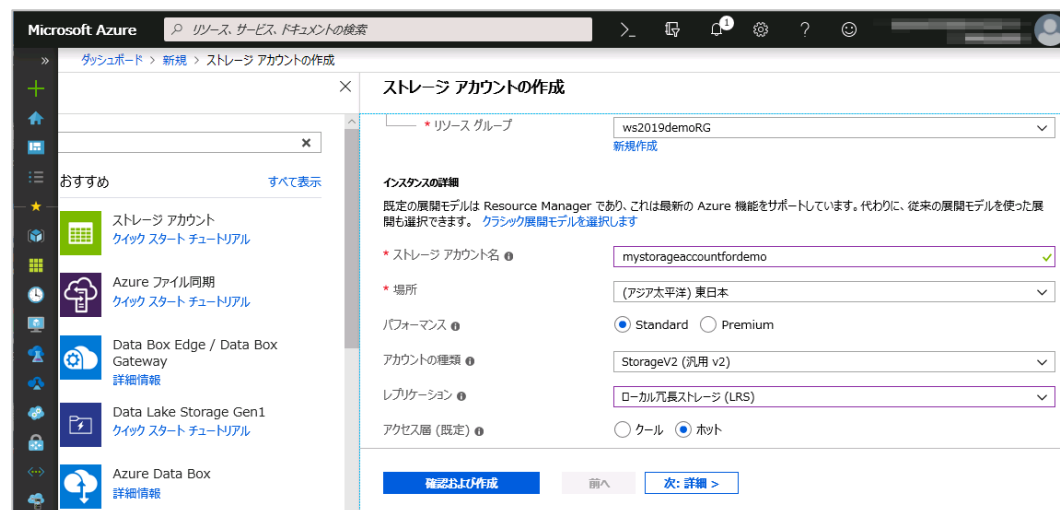 Microsoft Azure
リソース、サービス、ドキュメントの検索
1
ダッシュボード > 新規 > ストレージ アカウントの作成
ストレージ アカウントの作成
* リソース グループ
ws2019demoRG
新規作成
おすすめ
すべて表示
インスタンスの詳細
既定の展開モデルは Resource Manager であり、これは最新の Azure 機能をサポートしています。代わりに、従来の展開モデルを使った展
開も選択できます。 クラシック展開モデルを選択します
ストレージ アカウント
クイック スタート チュートリアル
Azure ファイル同期
クイック スタート チュートリアル
Data Box Edge / Data Box
Gateway
詳細情報
Data Lake Storage Gen1
クイック スタート チュートリアル
Azure Data Box
詳細情報
* ストレージ アカウント名
mystorageaccountfordemo
* 場所
(アジア太平洋) 東日本
パフォーマンス
Standard
Premium
アカウントの種類
StorageV2 (汎用 v2)
レプリケーション
ローカル冗長ストレージ (LRS)
アクセス層 (既定)
クール
ホット
確認および作成
前へ
次: 詳細 >